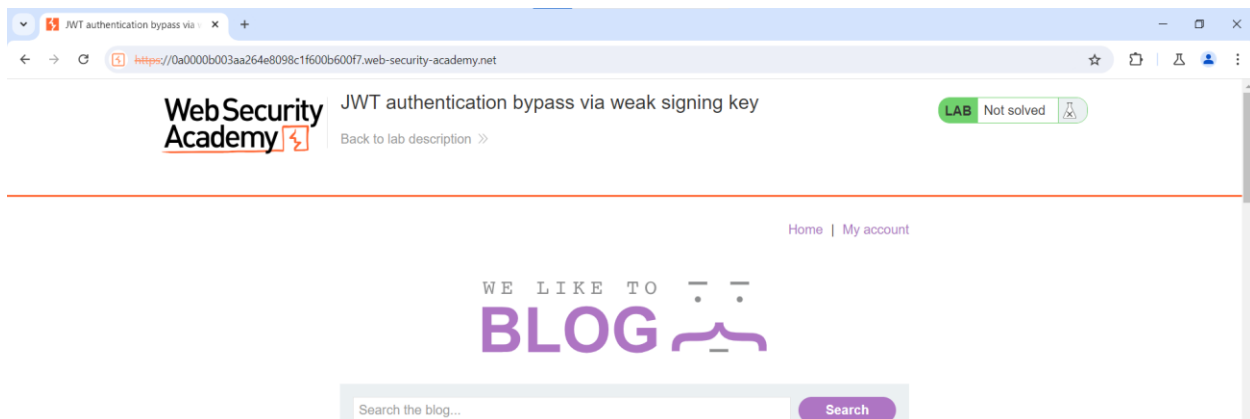 JWT authentication bypass via
https://0a0000b003aa264e8098c1f600b600f7.web-security-academy.net
Web Security
Academy
JWT authentication bypass via weak signing key
Back to lab description
LAB Not solved
Home | My account
WE LIKE TO
BLOG
Search the blog...
Search